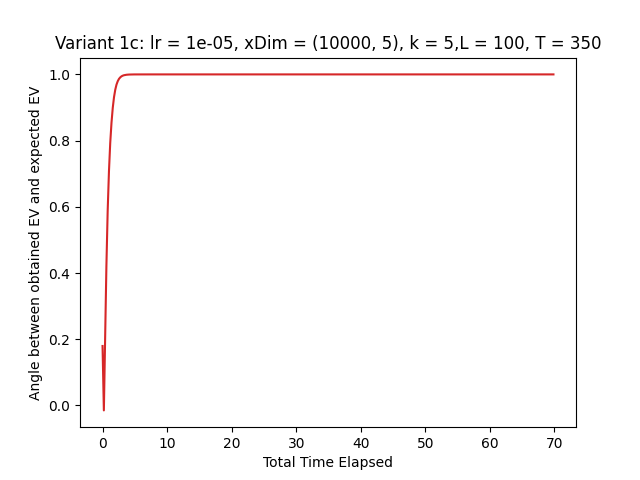 Variant 1c: lr = 1e-05, xDim = (10000, 5), k = 5,L = 100, T = 350
Angle between obtained EV and expected EV
1.0
0.8
0.6
0.4
0.2
0.0
0 10 20 30 40 50 60 70
Total Time Elapsed